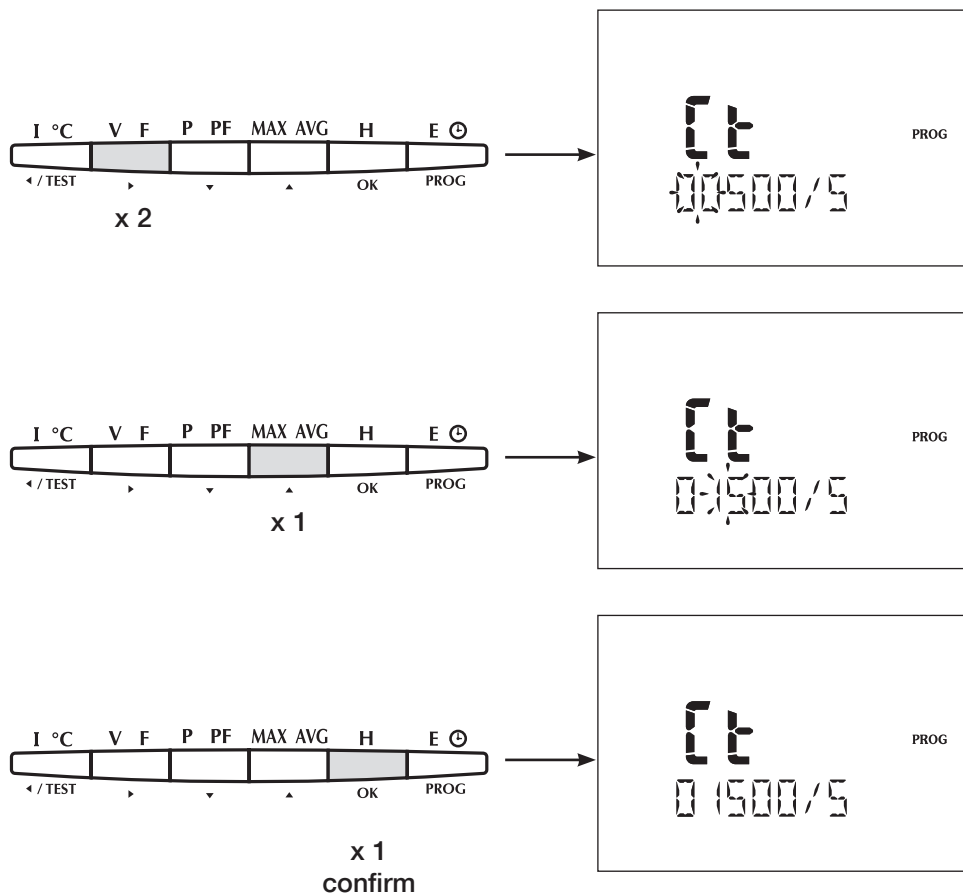 I °C V F P PF MAX AVG H E
/ TEST OK PROG
x 2
Ct
PROG
00500/5
I °C V F P PF MAX AVG H E
/ TEST OK PROG
x 1
Ct
PROG
01500/5
I °C V F P PF MAX AVG H E
/ TEST OK PROG
x 1
confirm
Ct
PROG
01500/5